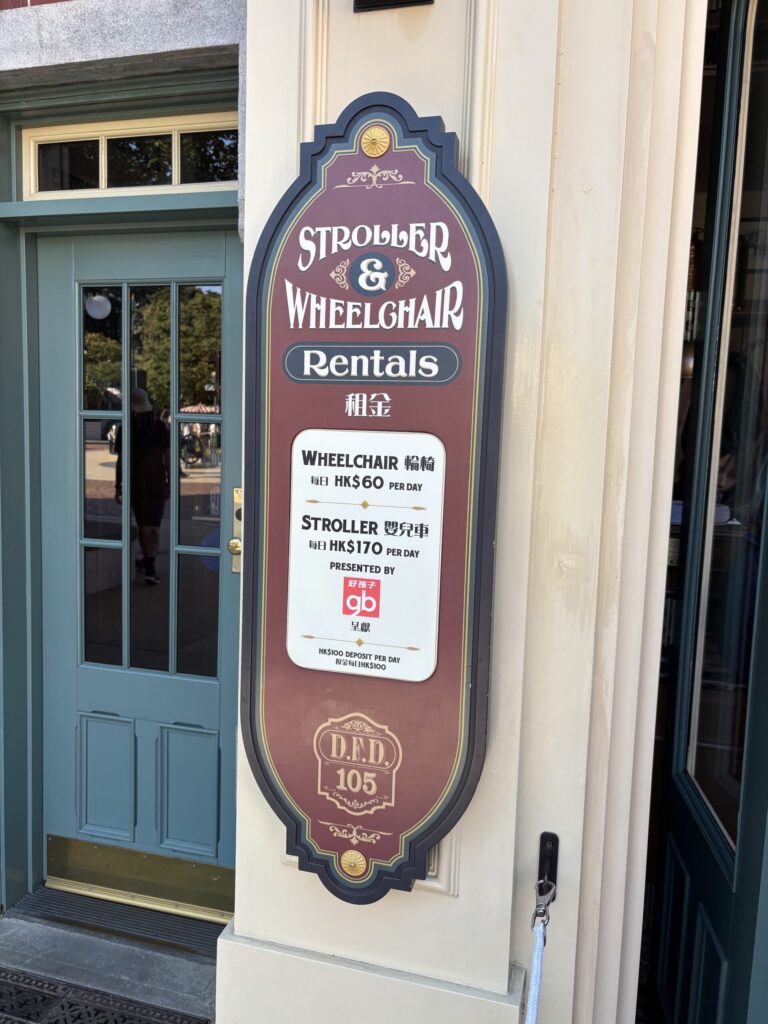 STROLLER
&
WHEELCHAIR
Rentals
租金
WHEELCHAIR 輪椅
每日 HK$60 PER DAY
STROLLER 嬰兒車
每日 HK$170 PER DAY
PRESENTED BY
好孩子
gb
呈獻
HK$100 DEPOSIT PER DAY
按金每日HK$100
D.F.D.
105